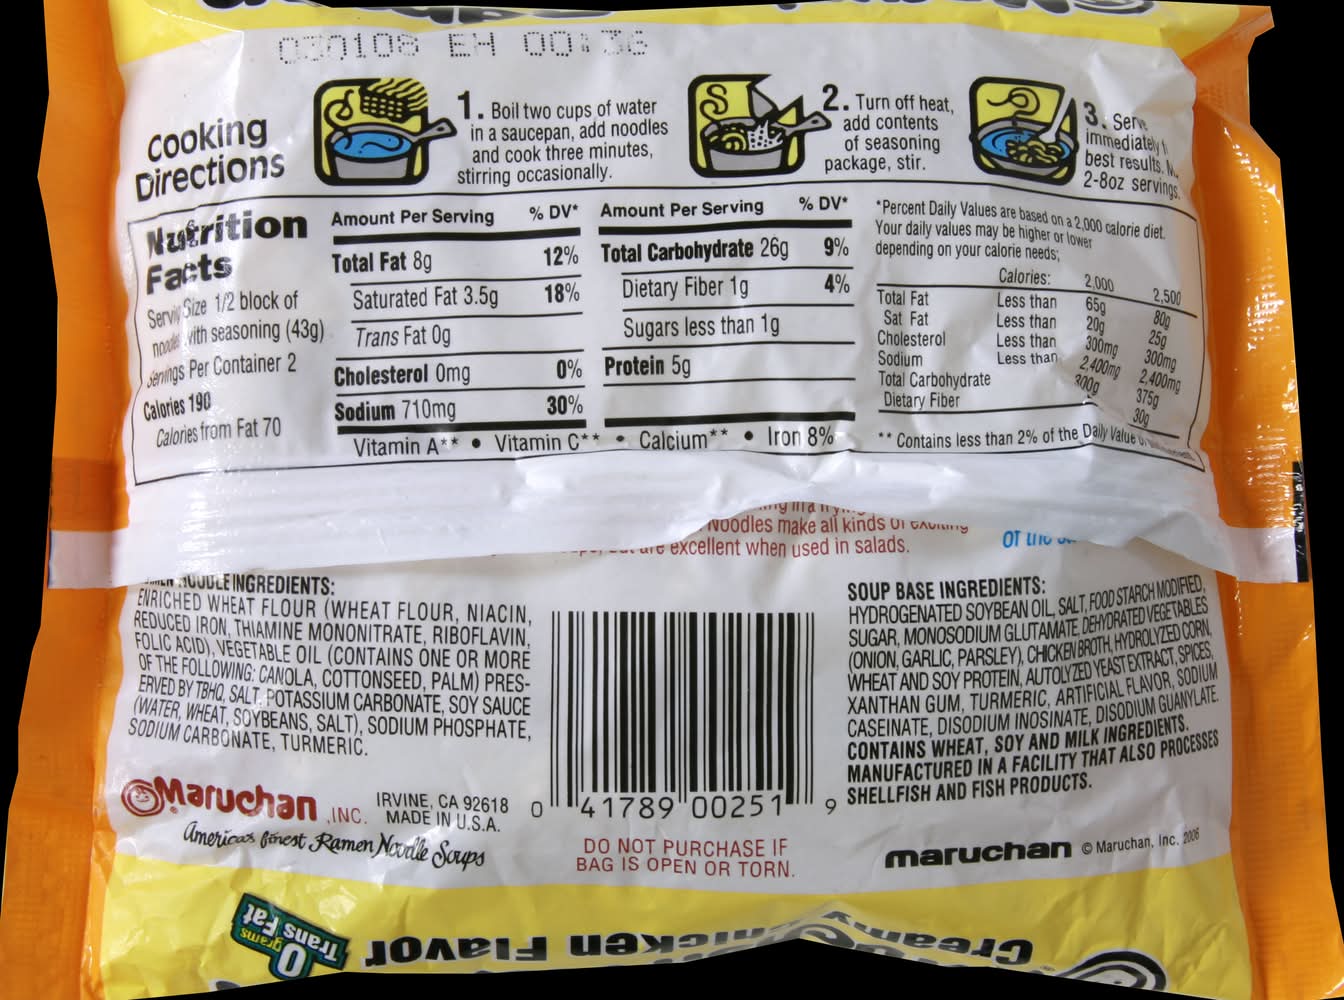 030108 EH 00:36
Cooking
Directions
1. Boil two cups of water
in a saucepan, add noodles
and cook three minutes,
stirring occasionally.
2. Turn off heat,
add contents
of seasoning
package, stir.
3. Serve
immediately
best results.
2-8oz servings.
Nutrition
Facts
Serving Size 1/2 block of
noodles with seasoning (43g)
Servings Per Container 2
Calories 190
Calories from Fat 70
Amount Per Serving % DV*
Total Fat 8g 12%
Saturated Fat 3.5g 18%
Trans Fat 0g
Cholesterol 0mg 0%
Sodium 710mg 30%
Amount Per Serving % DV*
Total Carbohydrate 26g 9%
Dietary Fiber 1g 4%
Sugars less than 1g
Protein 5g
Vitamin A** • Vitamin C** • Calcium** • Iron 8%
*Percent Daily Values are based on a 2,000 calorie diet.
Your daily values may be higher or lower
depending on your calorie needs;
Calories: 2,000 2,500
Total Fat Less than 65g 80g
Sat Fat Less than 20g 25g
Cholesterol Less than 300mg 300mg
Sodium Less than 2,400mg 2,400mg
Total Carbohydrate 300g 375g
Dietary Fiber 30g
** Contains less than 2% of the Daily Value
Noodles make all kinds of exciting
but are excellent when used in salads.
of the
NOODLE INGREDIENTS:
ENRICHED WHEAT FLOUR (WHEAT FLOUR, NIACIN,
REDUCED IRON, THIAMINE MONONITRATE, RIBOFLAVIN,
FOLIC ACID), VEGETABLE OIL (CONTAINS ONE OR MORE
OF THE FOLLOWING: CANOLA, COTTONSEED, PALM) PRES-
ERVED BY TBHQ, SALT, POTASSIUM CARBONATE, SOY SAUCE
(WATER, WHEAT, SOYBEANS, SALT), SODIUM PHOSPHATE,
SODIUM CARBONATE, TURMERIC.
Maruchan, INC. IRVINE, CA 92618
MADE IN U.S.A.
America's finest Ramen Noodle Soups
0 41789 00251 9
DO NOT PURCHASE IF
BAG IS OPEN OR TORN.
SOUP BASE INGREDIENTS:
HYDROGENATED SOYBEAN OIL, SALT, FOOD STARCH MODIFIED,
SUGAR, MONOSODIUM GLUTAMATE, DEHYDRATED VEGETABLES
(ONION, GARLIC, PARSLEY), CHICKEN BROTH, HYDROLYZED CORN,
WHEAT AND SOY PROTEIN, AUTOLYZED YEAST EXTRACT, SPICES,
XANTHAN GUM, TURMERIC, ARTIFICIAL FLAVOR, SODIUM
CASEINATE, DISODIUM INOSINATE, DISODIUM GUANYLATE.
CONTAINS WHEAT, SOY AND MILK INGREDIENTS.
MANUFACTURED IN A FACILITY THAT ALSO PROCESSES
SHELLFISH AND FISH PRODUCTS.
maruchan © Maruchan, Inc. 2006
0 grams
Trans Fat
Creamy
Chicken Flavor